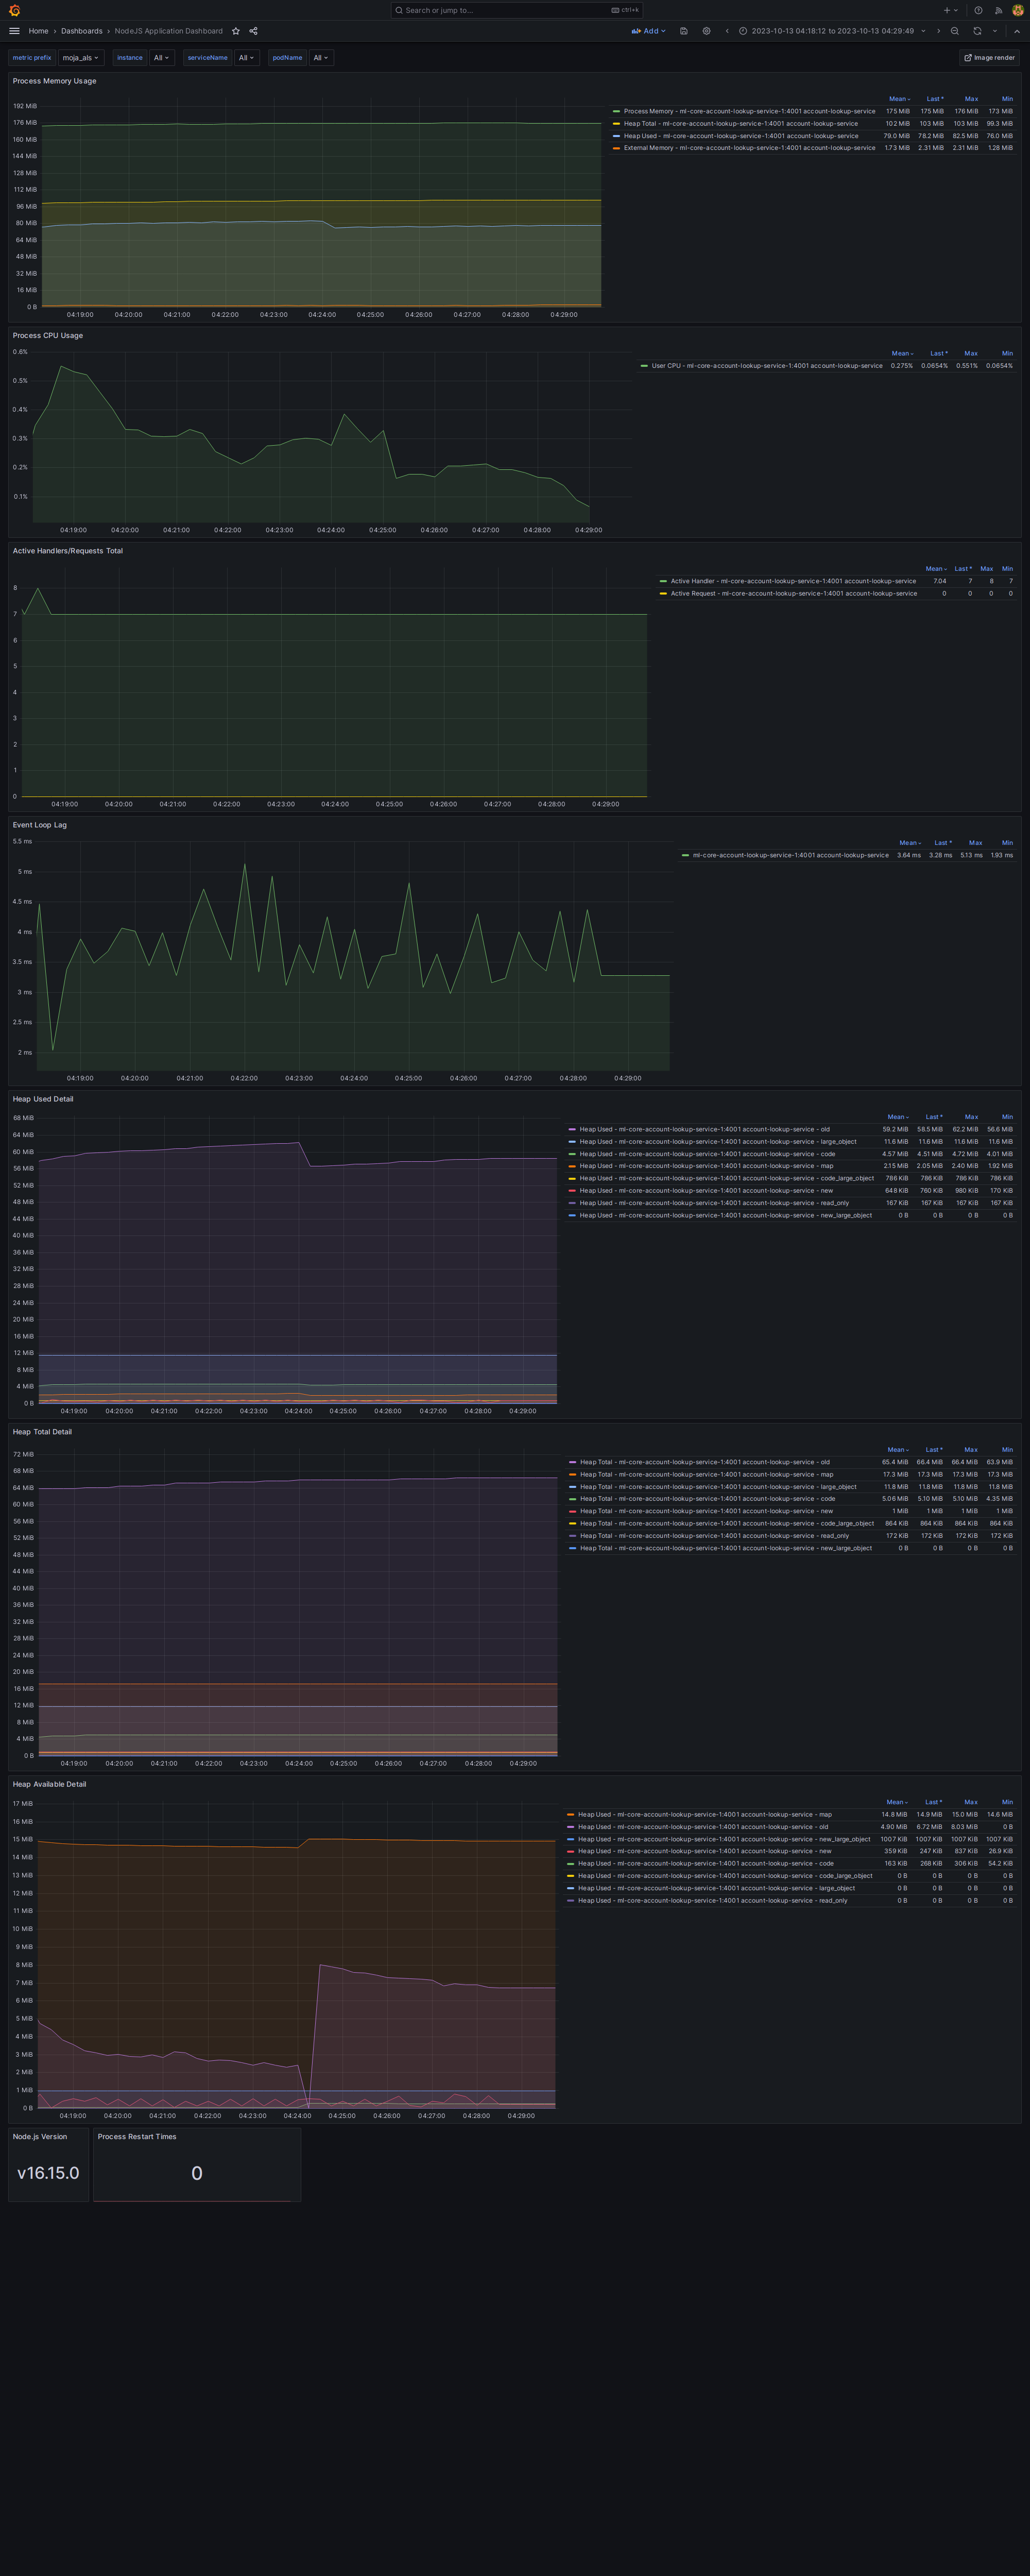 Search or jump to... ctrl+k
Home › Dashboards › NodeJS Application Dashboard Add 2023-10-13 04:18:12 to 2023-10-13 04:29:49
metric prefix moja_als instance All serviceName All podName All Image render
Process Memory Usage
192 MiB
176 MiB
160 MiB
144 MiB
128 MiB
112 MiB
96 MiB
80 MiB
64 MiB
48 MiB
32 MiB
16 MiB
0 B
04:19:00 04:20:00 04:21:00 04:22:00 04:23:00 04:24:00 04:25:00 04:26:00 04:27:00 04:28:00 04:29:00
Mean Last * Max Min
Process Memory - ml-core-account-lookup-service-1:4001 account-lookup-service 175 MiB 175 MiB 176 MiB 173 MiB
Heap Total - ml-core-account-lookup-service-1:4001 account-lookup-service 102 MiB 103 MiB 103 MiB 99.3 MiB
Heap Used - ml-core-account-lookup-service-1:4001 account-lookup-service 79.0 MiB 78.2 MiB 82.5 MiB 76.0 MiB
External Memory - ml-core-account-lookup-service-1:4001 account-lookup-service 1.73 MiB 2.31 MiB 2.31 MiB 1.28 MiB
Process CPU Usage
0.6%
0.5%
0.4%
0.3%
0.2%
0.1%
04:19:00 04:20:00 04:21:00 04:22:00 04:23:00 04:24:00 04:25:00 04:26:00 04:27:00 04:28:00 04:29:00
Mean Last * Max Min
User CPU - ml-core-account-lookup-service-1:4001 account-lookup-service 0.275% 0.0654% 0.551% 0.0654%
Active Handlers/Requests Total
8
7
6
5
4
3
2
1
0
04:19:00 04:20:00 04:21:00 04:22:00 04:23:00 04:24:00 04:25:00 04:26:00 04:27:00 04:28:00 04:29:00
Mean Last * Max Min
Active Handler - ml-core-account-lookup-service-1:4001 account-lookup-service 7.04 7 8 7
Active Request - ml-core-account-lookup-service-1:4001 account-lookup-service 0 0 0 0
Event Loop Lag
5.5 ms
5 ms
4.5 ms
4 ms
3.5 ms
3 ms
2.5 ms
2 ms
04:19:00 04:20:00 04:21:00 04:22:00 04:23:00 04:24:00 04:25:00 04:26:00 04:27:00 04:28:00 04:29:00
Mean Last * Max Min
ml-core-account-lookup-service-1:4001 account-lookup-service 3.64 ms 3.28 ms 5.13 ms 1.93 ms
Heap Used Detail
68 MiB
64 MiB
60 MiB
56 MiB
52 MiB
48 MiB
44 MiB
40 MiB
36 MiB
32 MiB
28 MiB
24 MiB
20 MiB
16 MiB
12 MiB
8 MiB
4 MiB
0 B
04:19:00 04:20:00 04:21:00 04:22:00 04:23:00 04:24:00 04:25:00 04:26:00 04:27:00 04:28:00 04:29:00
Mean Last * Max Min
Heap Used - ml-core-account-lookup-service-1:4001 account-lookup-service - old 59.2 MiB 58.5 MiB 62.2 MiB 56.6 MiB
Heap Used - ml-core-account-lookup-service-1:4001 account-lookup-service - large_object 11.6 MiB 11.6 MiB 11.6 MiB 11.6 MiB
Heap Used - ml-core-account-lookup-service-1:4001 account-lookup-service - code 4.57 MiB 4.51 MiB 4.72 MiB 4.01 MiB
Heap Used - ml-core-account-lookup-service-1:4001 account-lookup-service - map 2.15 MiB 2.05 MiB 2.40 MiB 1.92 MiB
Heap Used - ml-core-account-lookup-service-1:4001 account-lookup-service - code_large_object 786 KiB 786 KiB 786 KiB 786 KiB
Heap Used - ml-core-account-lookup-service-1:4001 account-lookup-service - new 648 KiB 760 KiB 980 KiB 170 KiB
Heap Used - ml-core-account-lookup-service-1:4001 account-lookup-service - read_only 167 KiB 167 KiB 167 KiB 167 KiB
Heap Used - ml-core-account-lookup-service-1:4001 account-lookup-service - new_large_object 0 B 0 B 0 B 0 B
Heap Total Detail
72 MiB
68 MiB
64 MiB
60 MiB
56 MiB
52 MiB
48 MiB
44 MiB
40 MiB
36 MiB
32 MiB
28 MiB
24 MiB
20 MiB
16 MiB
12 MiB
8 MiB
4 MiB
0 B
04:19:00 04:20:00 04:21:00 04:22:00 04:23:00 04:24:00 04:25:00 04:26:00 04:27:00 04:28:00 04:29:00
Mean Last * Max Min
Heap Total - ml-core-account-lookup-service-1:4001 account-lookup-service - old 65.4 MiB 66.4 MiB 66.4 MiB 63.9 MiB
Heap Total - ml-core-account-lookup-service-1:4001 account-lookup-service - map 17.3 MiB 17.3 MiB 17.3 MiB 17.3 MiB
Heap Total - ml-core-account-lookup-service-1:4001 account-lookup-service - large_object 11.8 MiB 11.8 MiB 11.8 MiB 11.8 MiB
Heap Total - ml-core-account-lookup-service-1:4001 account-lookup-service - code 5.06 MiB 5.10 MiB 5.10 MiB 4.35 MiB
Heap Total - ml-core-account-lookup-service-1:4001 account-lookup-service - new 1 MiB 1 MiB 1 MiB 1 MiB
Heap Total - ml-core-account-lookup-service-1:4001 account-lookup-service - code_large_object 864 KiB 864 KiB 864 KiB 864 KiB
Heap Total - ml-core-account-lookup-service-1:4001 account-lookup-service - read_only 172 KiB 172 KiB 172 KiB 172 KiB
Heap Total - ml-core-account-lookup-service-1:4001 account-lookup-service - new_large_object 0 B 0 B 0 B 0 B
Heap Available Detail
17 MiB
16 MiB
15 MiB
14 MiB
13 MiB
12 MiB
11 MiB
10 MiB
9 MiB
8 MiB
7 MiB
6 MiB
5 MiB
4 MiB
3 MiB
2 MiB
1 MiB
0 B
04:19:00 04:20:00 04:21:00 04:22:00 04:23:00 04:24:00 04:25:00 04:26:00 04:27:00 04:28:00 04:29:00
Mean Last * Max Min
Heap Used - ml-core-account-lookup-service-1:4001 account-lookup-service - map 14.8 MiB 14.9 MiB 15.0 MiB 14.6 MiB
Heap Used - ml-core-account-lookup-service-1:4001 account-lookup-service - old 4.90 MiB 6.72 MiB 8.03 MiB 0 B
Heap Used - ml-core-account-lookup-service-1:4001 account-lookup-service - new_large_object 1007 KiB 1007 KiB 1007 KiB 1007 KiB
Heap Used - ml-core-account-lookup-service-1:4001 account-lookup-service - new 359 KiB 247 KiB 837 KiB 26.9 KiB
Heap Used - ml-core-account-lookup-service-1:4001 account-lookup-service - code 163 KiB 268 KiB 306 KiB 54.2 KiB
Heap Used - ml-core-account-lookup-service-1:4001 account-lookup-service - code_large_object 0 B 0 B 0 B 0 B
Heap Used - ml-core-account-lookup-service-1:4001 account-lookup-service - large_object 0 B 0 B 0 B 0 B
Heap Used - ml-core-account-lookup-service-1:4001 account-lookup-service - read_only 0 B 0 B 0 B 0 B
Node.js Version Process Restart Times
v16.15.0 0